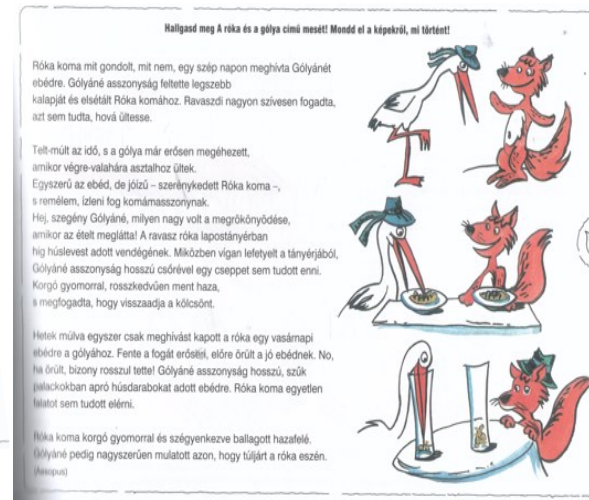 Hallgasd meg A róka és a gólya című mesét! Mondd el a képekről, mi történt!
Róka koma mit gondolt, mit nem, egy szép napon meghívta Gólyánét
ebédre. Gólyáné asszonyság feltette legszebb
kalapját és elsétált Róka komához. Ravaszdi nagyon szívesen fogadta,
azt sem tudta, hová ültesse.
Telt-múlt az idő, s a gólya már erősen megéhezett,
amikor végre-valahára asztalhoz ültek.
Egyszerű az ebéd, de jóízű – szerénykedett Róka koma –,
s remélem, ízleni fog komámasszonynak.
Hej, szegény Gólyáné, milyen nagy volt a megrökönyödése,
amikor az ételt meglátta! A ravasz róka lapostányérban
híg húslevest adott vendégének. Miközben vígan lefetyelt a tányérjából,
Gólyáné asszonyság hosszú csőrével egy cseppet sem tudott enni.
Korgó gyomorral, rosszkedvűen ment haza,
s megfogadta, hogy visszaadja a kölcsönt.
Hetek múlva egyszer csak meghívást kapott a róka egy vasárnapi
ebédre a gólyához. Fente a fogát erősen, előre örült a jó ebédnek. No,
ha örült, bizony rosszul tette! Gólyáné asszonyság hosszú, szűk
palackokban apró húsdarabokat adott ebédre. Róka koma egyetlen
falatot sem tudott elérni.
Róka koma korgó gyomorral és szégyenkezve ballagott hazafelé.
Gólyáné pedig nagyszerűen mulatott azon, hogy túljárt a róka eszén.
(Aesopus)